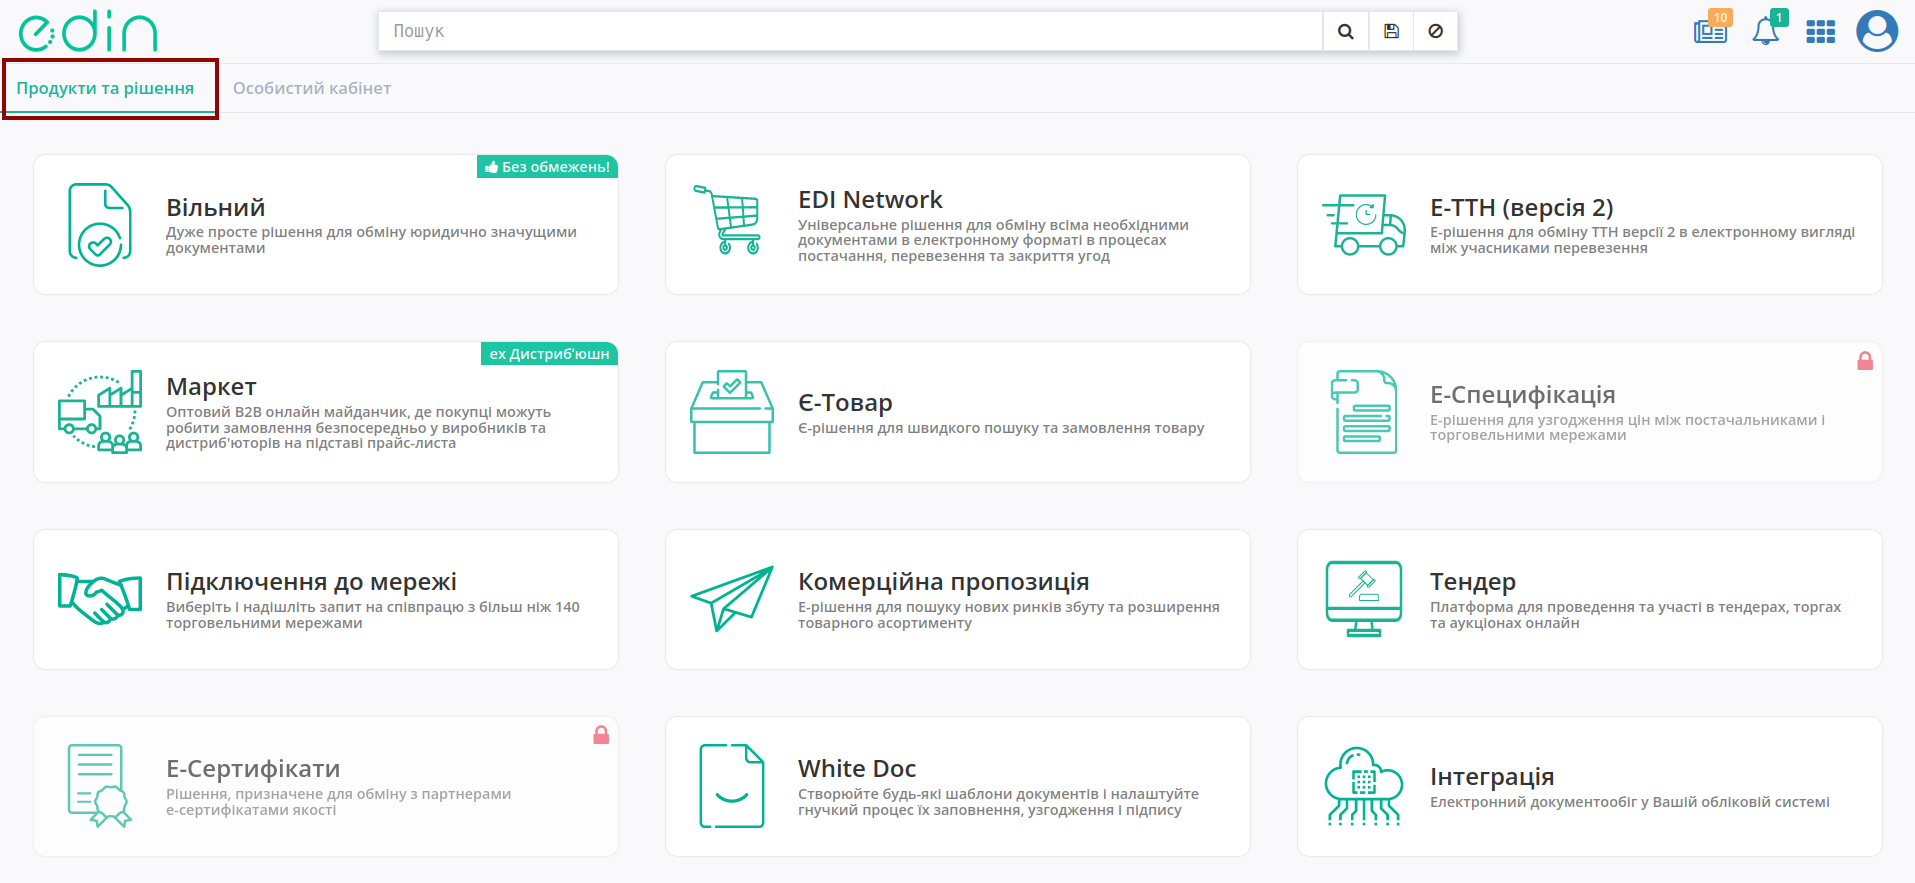 edin
Пошук
10
1
Продукти та рішення
Особистий кабінет
Без обмежень!
Вільний
Дуже просте рішення для обміну юридично значущими
документами
EDI Network
Універсальне рішення для обміну всіма необхідними
документами в електронному форматі в процесах
постачання, перевезення та закриття угод
Е-ТТН (версія 2)
Е-рішення для обміну ТТН версії 2 в електронному вигляді
між учасниками перевезення
ex Дистриб’юшн
Маркет
Оптовий B2B онлайн майданчик, де покупці можуть
робити замовлення безпосередньо у виробників та
дистриб'юторів на підставі прайс-листа
Є-Товар
Є-рішення для швидкого пошуку та замовлення товару
Е-Специфікація
Е-рішення для узгодження цін між постачальниками і
торговельними мережами
Підключення до мережі
Виберіть і надішліть запит на співпрацю з більш ніж 140
торговельними мережами
Комерційна пропозиція
Е-рішення для пошуку нових ринків збуту та розширення
товарного асортименту
Тендер
Платформа для проведення та участі в тендерах, торгах
та аукціонах онлайн
Е-Сертифікати
Рішення, призначене для обміну з партнерами
е-сертифікатами якості
White Doc
Створюйте будь-які шаблони документів і налаштуйте
гнучкий процес їх заповнення, узгодження і підпису
Інтеграція
Електронний документообіг у Вашій обліковій системі